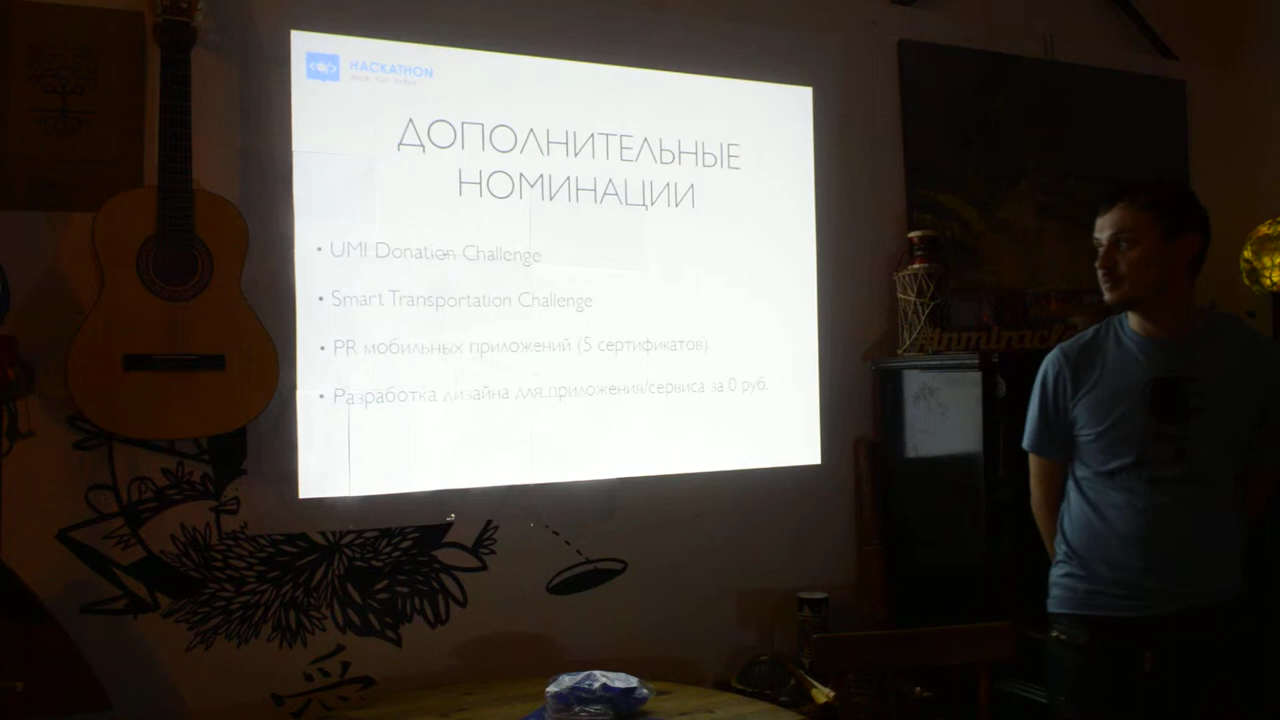 HACKATHON
ДОПОЛНИТЕЛЬНЫЕ
НОМИНАЦИИ
• UMI Donation Challenge
• Smart Transportation Challenge
• PR мобильных приложений (5 сертификатов)
• Разработка дизайна для приложения/сервиса за 0 руб.